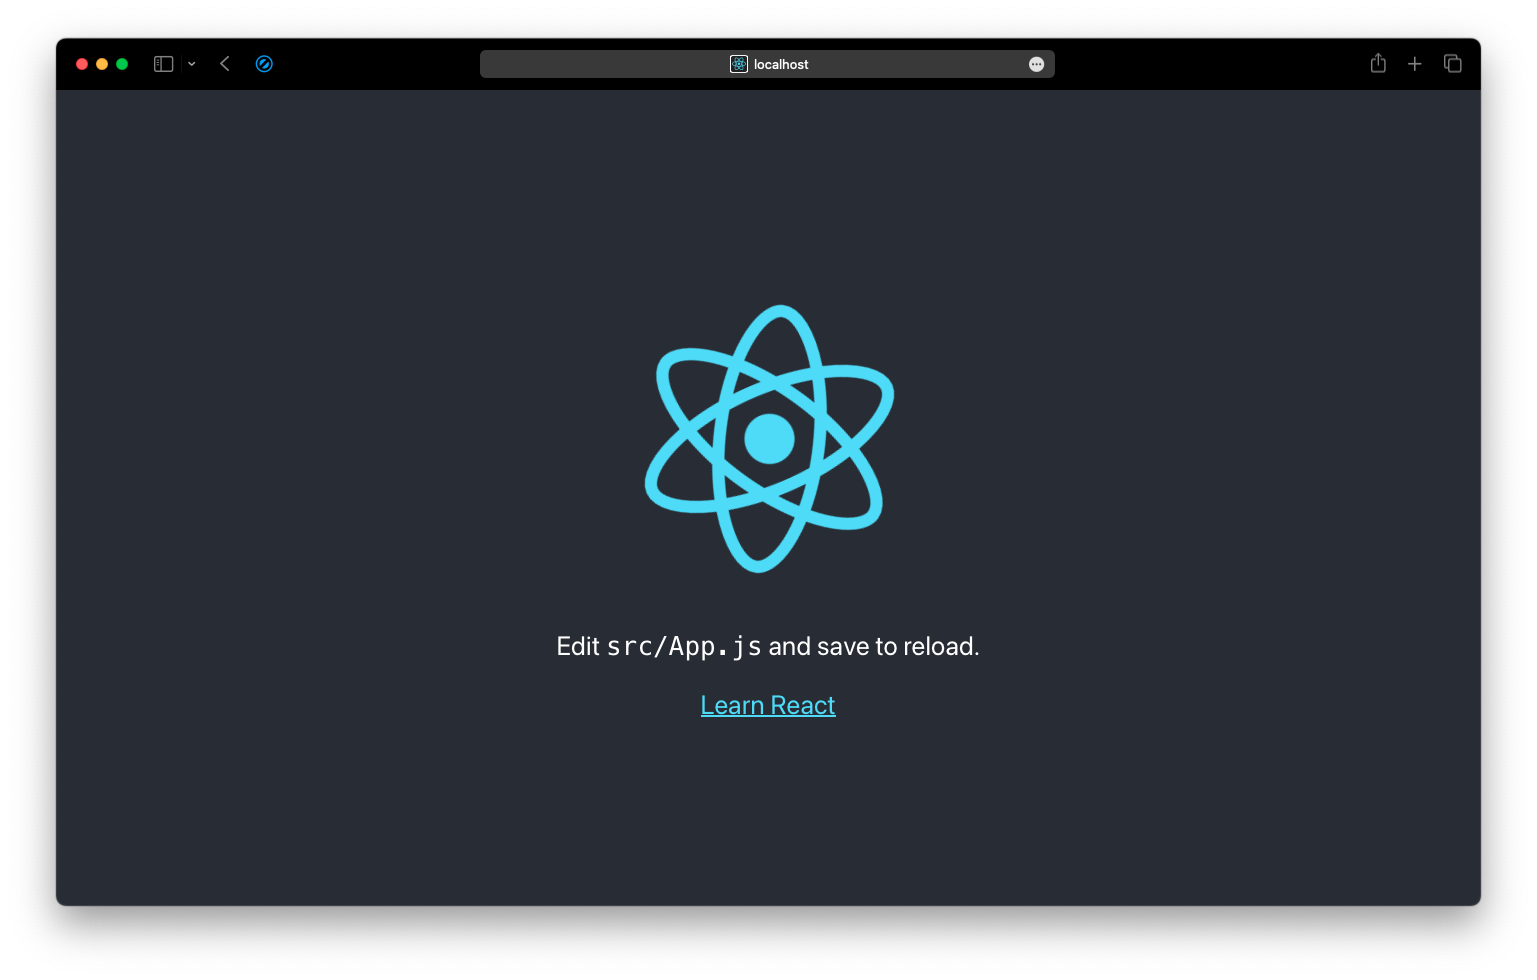 localhost
Edit src/App.js and save to reload.
Learn React